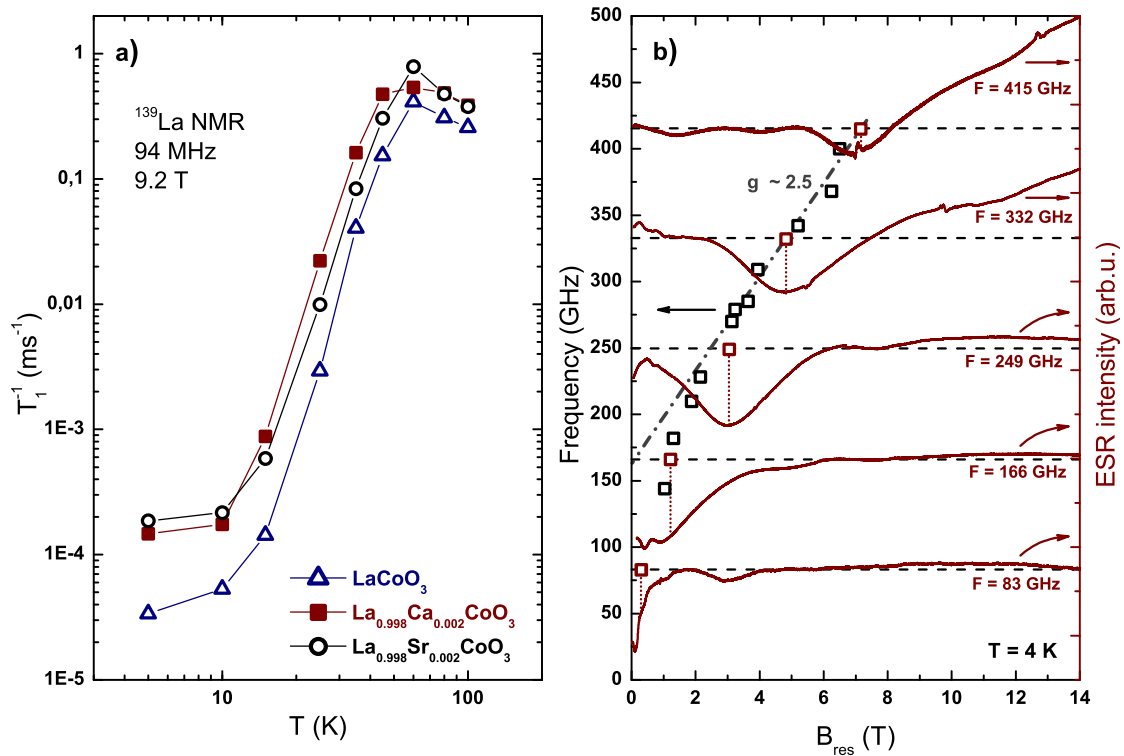 a)
¹³⁹La NMR
94 MHz
9.2 T
1
0,1
0,01
1E-3
1E-4
1E-5
T₁⁻¹ (ms⁻¹)
LaCoO₃
La₀.₉₉₈Ca₀.₀₀₂CoO₃
La₀.₉₉₈Sr₀.₀₀₂CoO₃
10
100
T (K)
b)
500
450
400
350
300
250
200
150
100
50
0
Frequency (GHz)
g ~ 2.5
F = 415 GHz
F = 332 GHz
F = 249 GHz
F = 166 GHz
F = 83 GHz
T = 4 K
ESR intensity (arb.u.)
0 2 4 6 8 10 12 14
B_res (T)